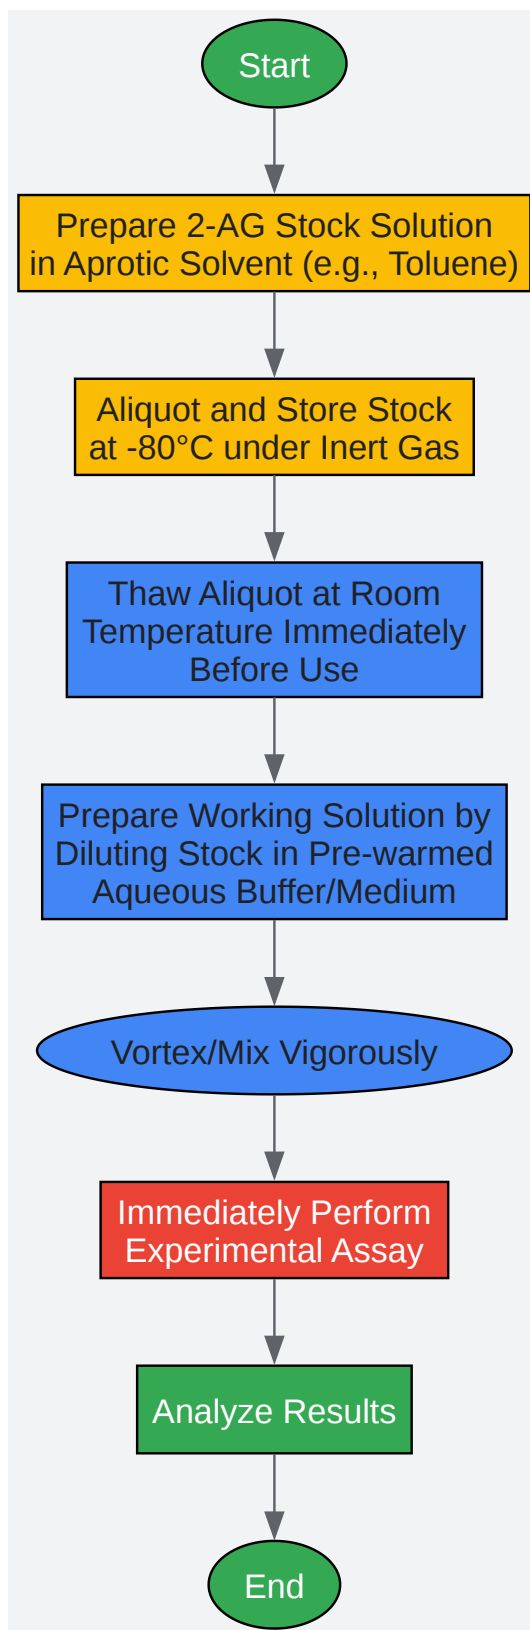 Start
Prepare 2-AG Stock Solution
in Aprotic Solvent (e.g., Toluene)
Aliquot and Store Stock
at -80°C under Inert Gas
Thaw Aliquot at Room
Temperature Immediately
Before Use
Prepare Working Solution by
Diluting Stock in Pre-warmed
Aqueous Buffer/Medium
Vortex/Mix Vigorously
Immediately Perform
Experimental Assay
Analyze Results
End